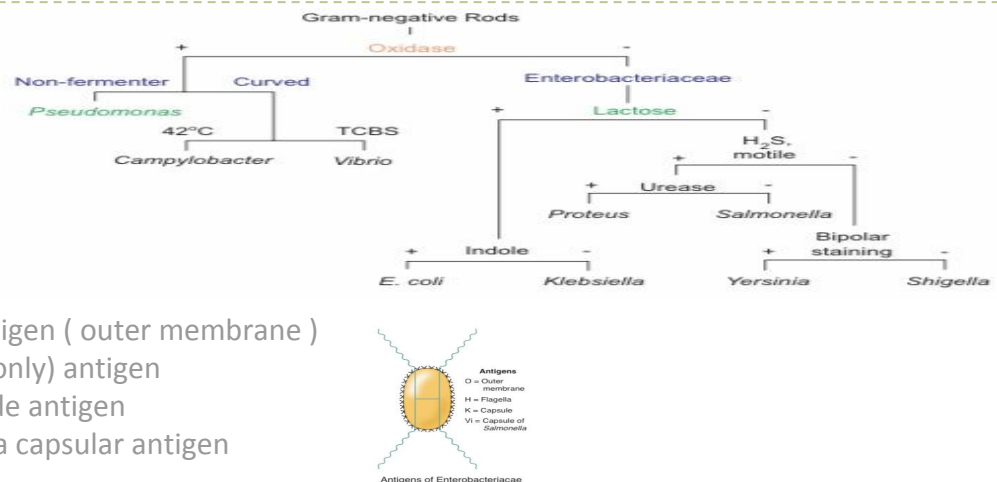 Gram-negative Rods
+ Oxidase -
Non-fermenter Curved Enterobacteriaceae
Pseudomonas + Lactose -
42°C TCBS H2S,
motile
Campylobacter Vibrio + -
+ Urease -
Proteus Salmonella
Bipolar
+ Indole - + staining -
E. coli Klebsiella Yersinia Shigella
igen ( outer membrane )
only) antigen
le antigen
a capsular antigen
Antigens
O = Outer
membrane
H = Flagella
K = Capsule
Vi = Capsule of
Salmonella
Antigens of Enterobacteriacae